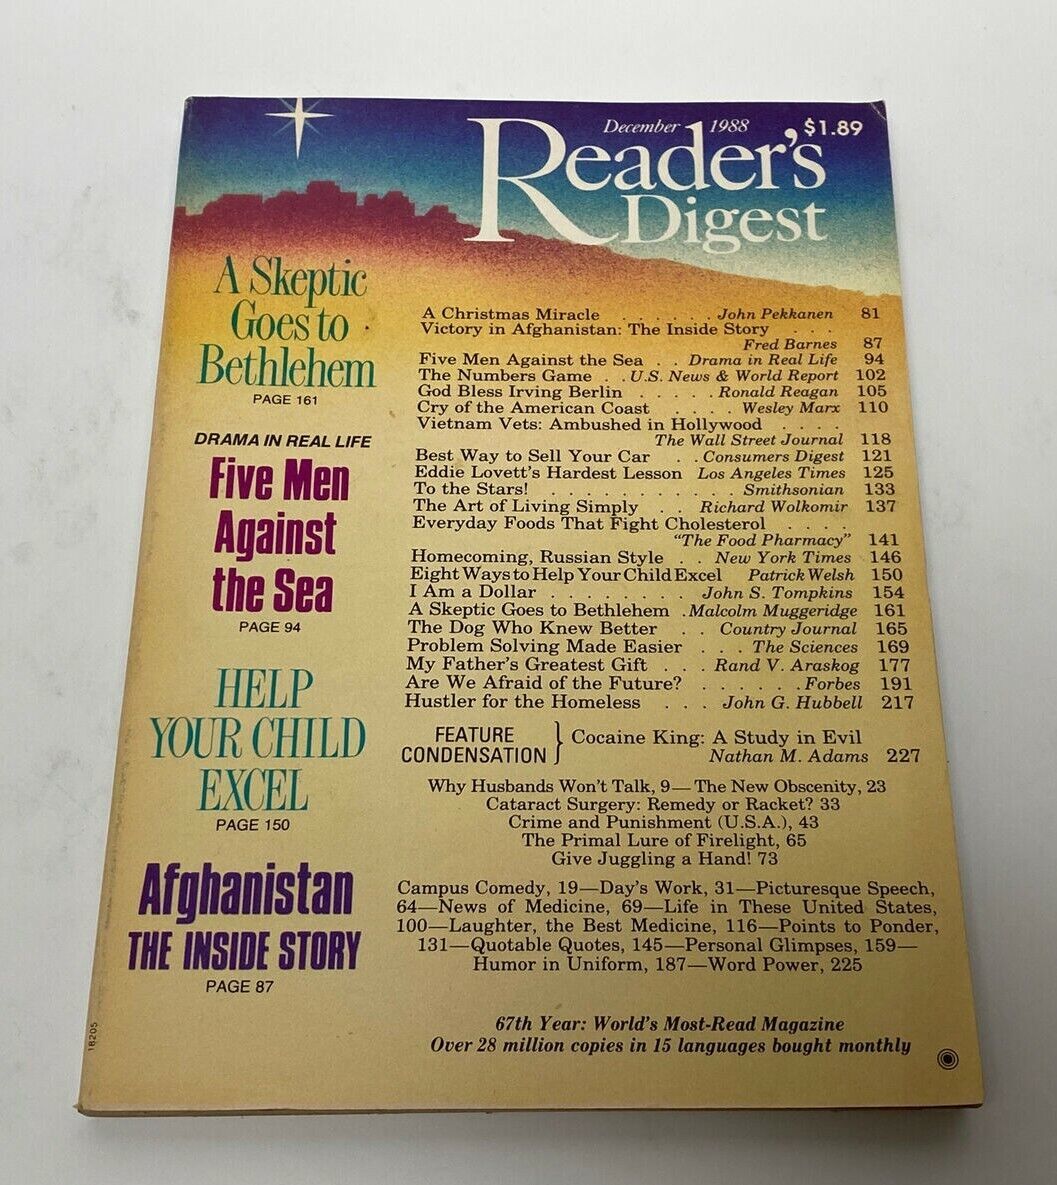 December 1988 $1.89
Reader's
Digest
A Skeptic
Goes to
Bethlehem
PAGE 161
DRAMA IN REAL LIFE
Five Men
Against
the Sea
PAGE 94
HELP
YOUR CHILD
EXCEL
PAGE 150
Afghanistan
THE INSIDE STORY
PAGE 87
18205
A Christmas Miracle . . . . . . John Pekkanen 81
Victory in Afghanistan: The Inside Story . . .
Fred Barnes 87
Five Men Against the Sea . . Drama in Real Life 94
The Numbers Game . . U.S. News & World Report 102
God Bless Irving Berlin . . . . . Ronald Reagan 105
Cry of the American Coast . . . . Wesley Marx 110
Vietnam Vets: Ambushed in Hollywood . . . .
The Wall Street Journal 118
Best Way to Sell Your Car . . Consumers Digest 121
Eddie Lovett's Hardest Lesson Los Angeles Times 125
To the Stars! . . . . . . . . . . . Smithsonian 133
The Art of Living Simply . . Richard Wolkomir 137
Everyday Foods That Fight Cholesterol . . . .
"The Food Pharmacy" 141
Homecoming, Russian Style . . New York Times 146
Eight Ways to Help Your Child Excel Patrick Welsh 150
I Am a Dollar . . . . . . . . John S. Tompkins 154
A Skeptic Goes to Bethlehem . Malcolm Muggeridge 161
The Dog Who Knew Better . . Country Journal 165
Problem Solving Made Easier . . . The Sciences 169
My Father's Greatest Gift . . . Rand V. Araskog 177
Are We Afraid of the Future? . . . . . . Forbes 191
Hustler for the Homeless . . . John G. Hubbell 217
FEATURE
CONDENSATION } Cocaine King: A Study in Evil
Nathan M. Adams 227
Why Husbands Won't Talk, 9—The New Obscenity, 23
Cataract Surgery: Remedy or Racket? 33
Crime and Punishment (U.S.A.), 43
The Primal Lure of Firelight, 65
Give Juggling a Hand! 73
Campus Comedy, 19—Day's Work, 31—Picturesque Speech,
64—News of Medicine, 69—Life in These United States,
100—Laughter, the Best Medicine, 116—Points to Ponder,
131—Quotable Quotes, 145—Personal Glimpses, 159—
Humor in Uniform, 187—Word Power, 225
67th Year: World's Most-Read Magazine
Over 28 million copies in 15 languages bought monthly